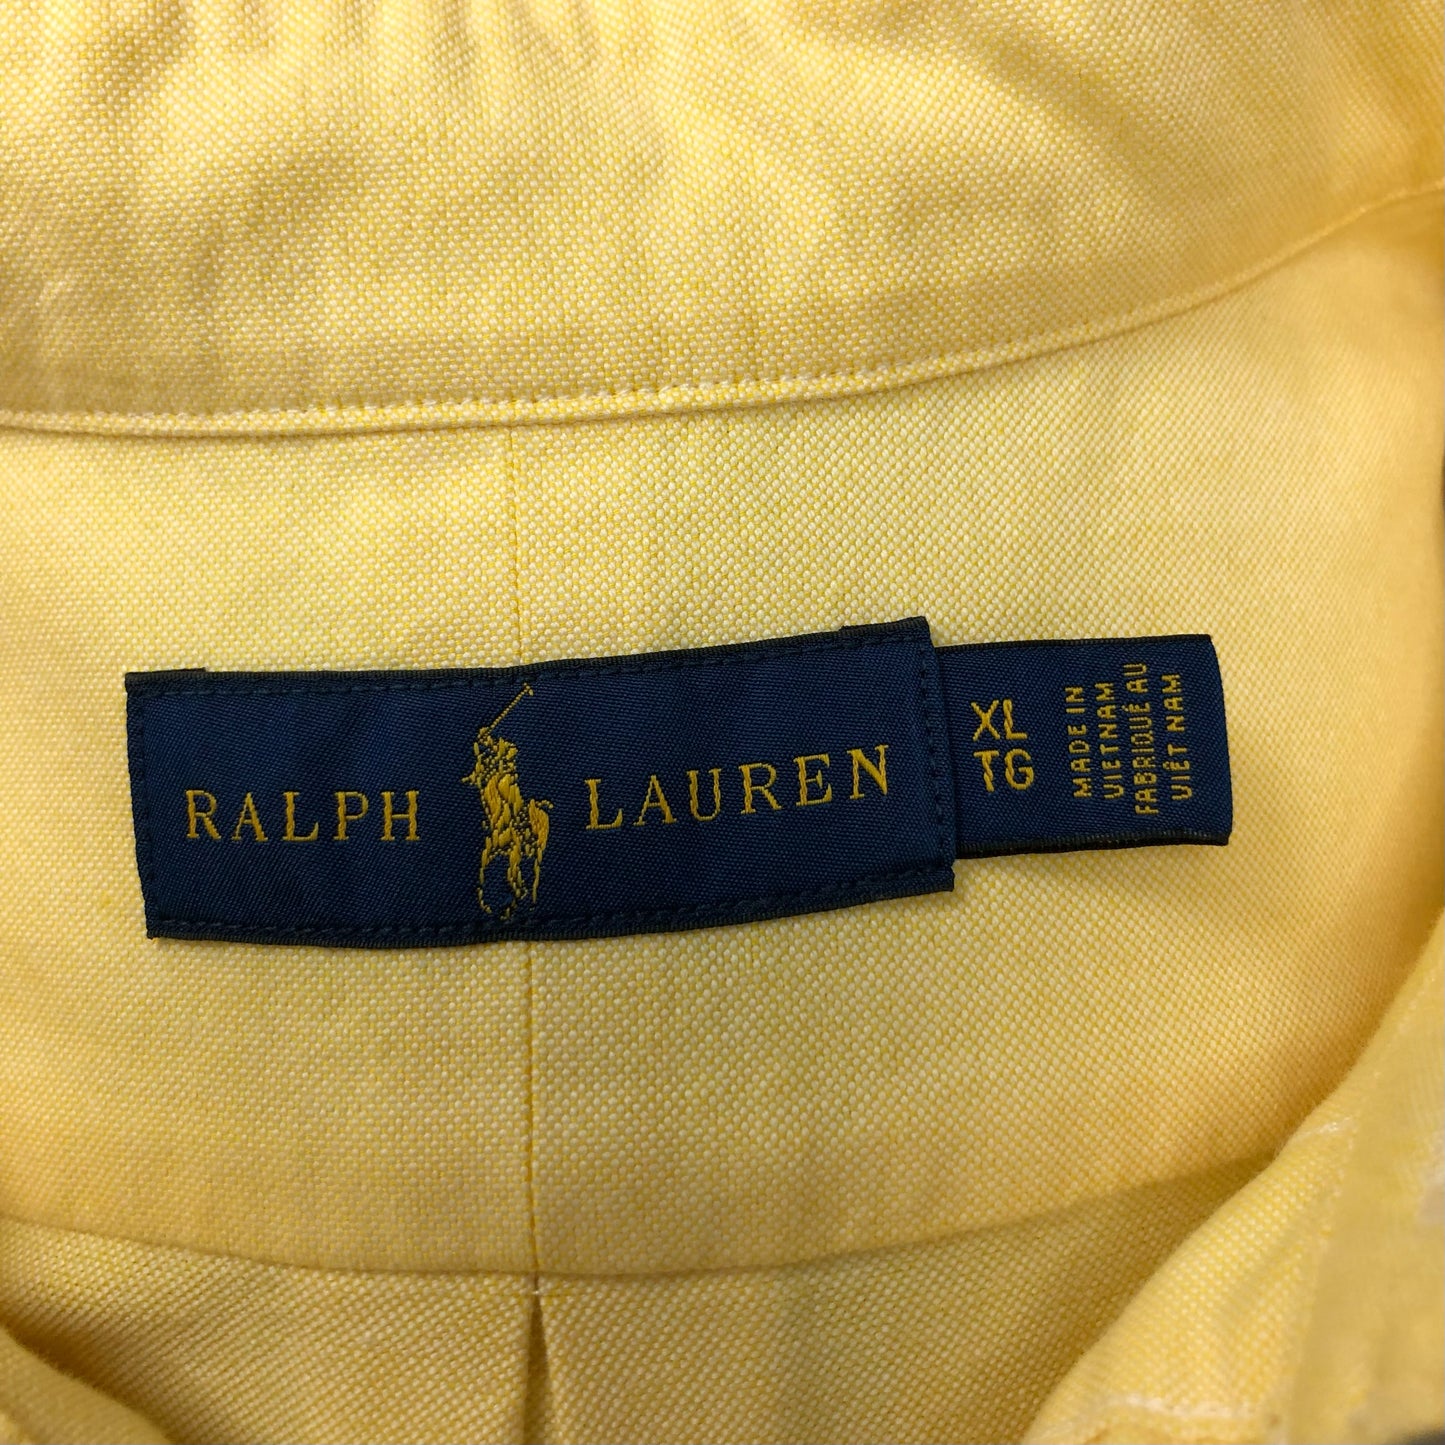 RALPH LAUREN
XL
TG
MADE IN
VIETNAM
FABRIQUÉ AU
VIÊT NAM